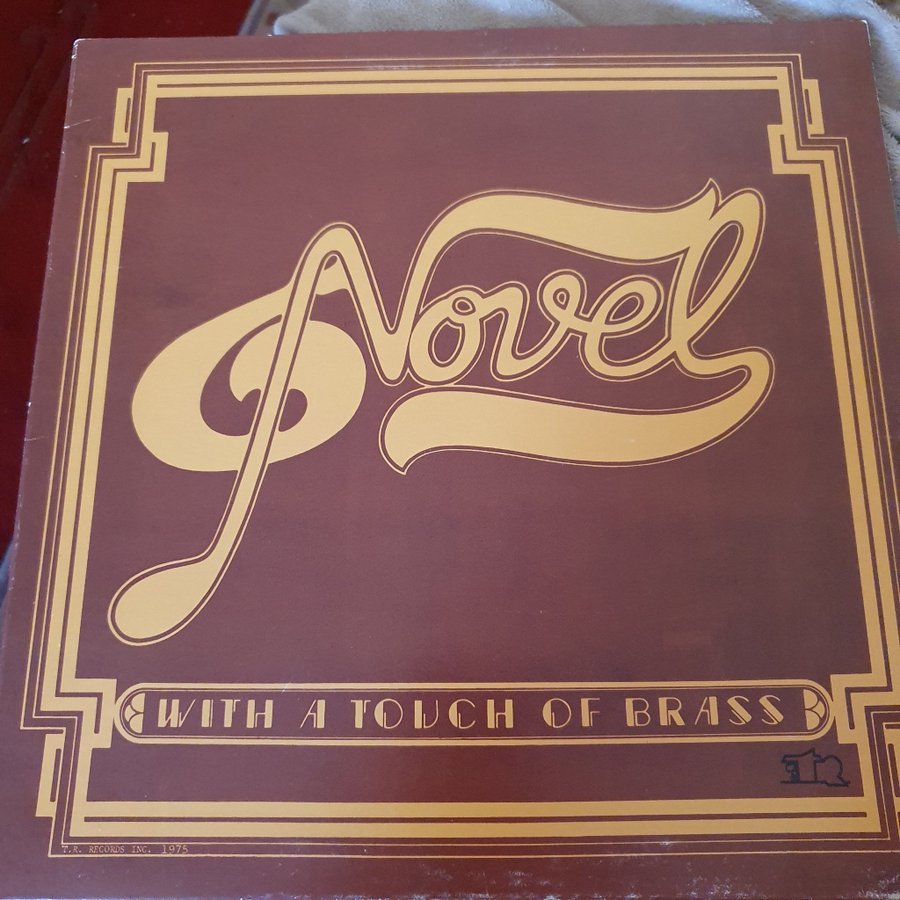 Novel
WITH A TOUCH OF BRASS
TR
T.R. RECORDS INC. 1975